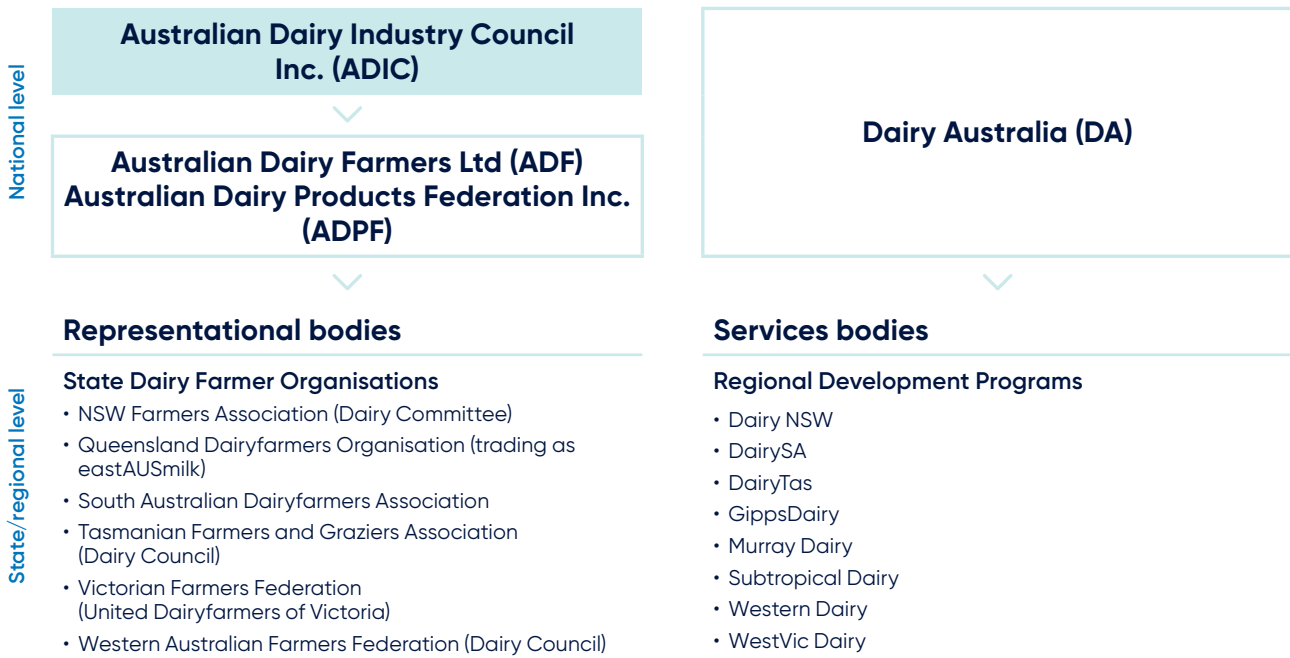 National level
Australian Dairy Industry Council
Inc. (ADIC)
Australian Dairy Farmers Ltd (ADF)
Australian Dairy Products Federation Inc.
(ADPF)
Dairy Australia (DA)
State/regional level
Representational bodies
State Dairy Farmer Organisations
• NSW Farmers Association (Dairy Committee)
• Queensland Dairyfarmers Organisation (trading as
eastAUSmilk)
• South Australian Dairyfarmers Association
• Tasmanian Farmers and Graziers Association
(Dairy Council)
• Victorian Farmers Federation
(United Dairyfarmers of Victoria)
• Western Australian Farmers Federation (Dairy Council)
Services bodies
Regional Development Programs
• Dairy NSW
• DairySA
• DairyTas
• GippsDairy
• Murray Dairy
• Subtropical Dairy
• Western Dairy
• WestVic Dairy